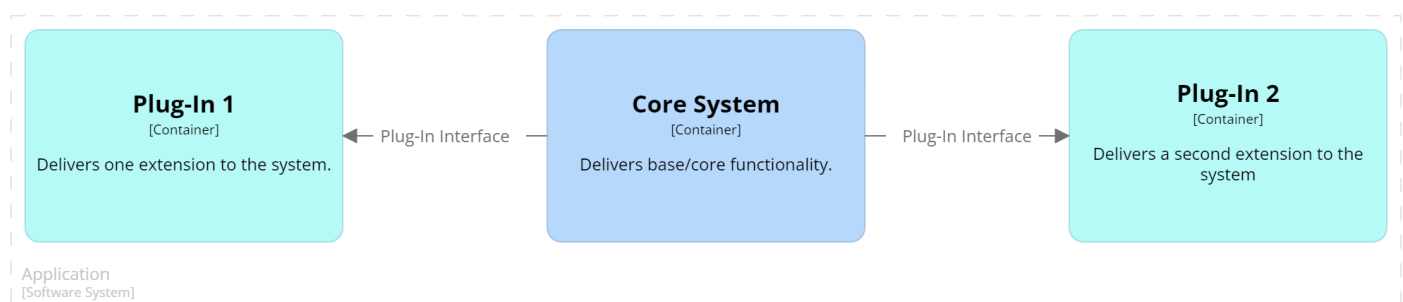 Plug-In 1
[Container]
Delivers one extension to the system.
Plug-In Interface
Core System
[Container]
Delivers base/core functionality.
Plug-In Interface
Plug-In 2
[Container]
Delivers a second extension to the
system
Application
[Software System]